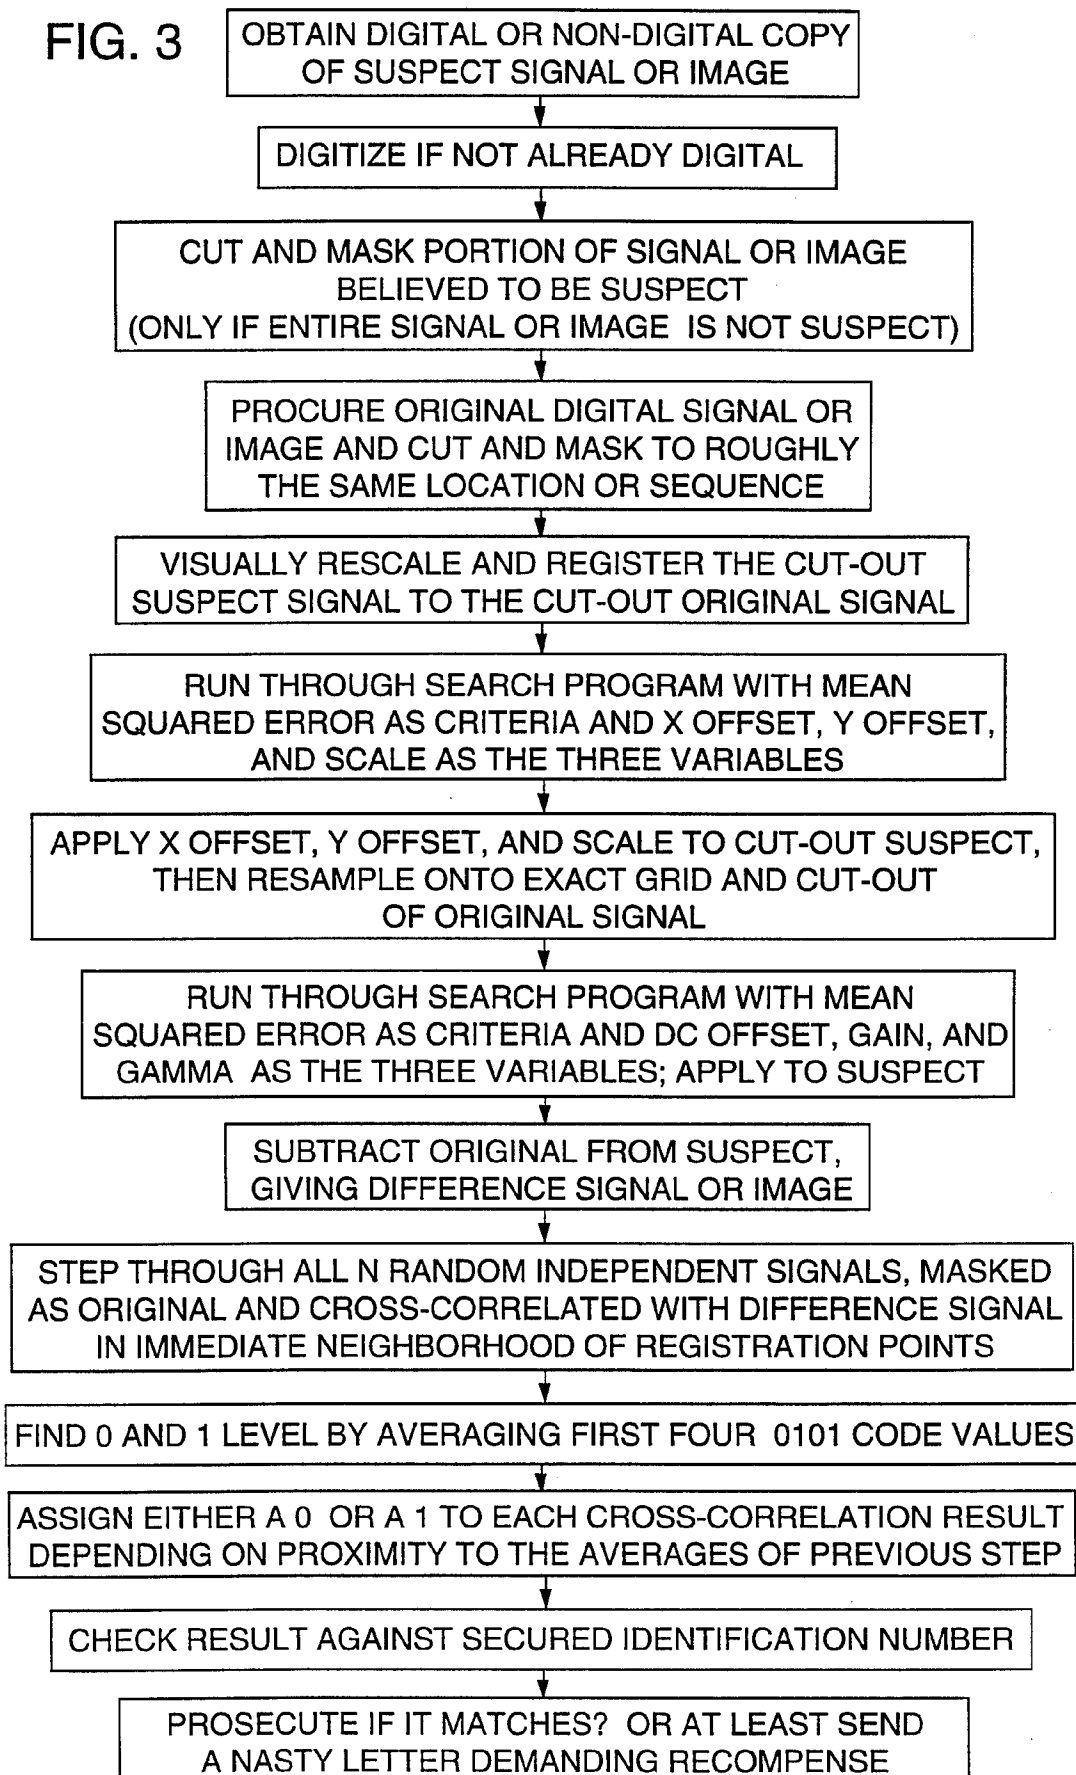 FIG. 3
OBTAIN DIGITAL OR NON-DIGITAL COPY
OF SUSPECT SIGNAL OR IMAGE
DIGITIZE IF NOT ALREADY DIGITAL
CUT AND MASK PORTION OF SIGNAL OR IMAGE
BELIEVED TO BE SUSPECT
(ONLY IF ENTIRE SIGNAL OR IMAGE IS NOT SUSPECT)
PROCURE ORIGINAL DIGITAL SIGNAL OR
IMAGE AND CUT AND MASK TO ROUGHLY
THE SAME LOCATION OR SEQUENCE
VISUALLY RESCALE AND REGISTER THE CUT-OUT
SUSPECT SIGNAL TO THE CUT-OUT ORIGINAL SIGNAL
RUN THROUGH SEARCH PROGRAM WITH MEAN
SQUARED ERROR AS CRITERIA AND X OFFSET, Y OFFSET,
AND SCALE AS THE THREE VARIABLES
APPLY X OFFSET, Y OFFSET, AND SCALE TO CUT-OUT SUSPECT,
THEN RESAMPLE ONTO EXACT GRID AND CUT-OUT
OF ORIGINAL SIGNAL
RUN THROUGH SEARCH PROGRAM WITH MEAN
SQUARED ERROR AS CRITERIA AND DC OFFSET, GAIN, AND
GAMMA AS THE THREE VARIABLES; APPLY TO SUSPECT
SUBTRACT ORIGINAL FROM SUSPECT,
GIVING DIFFERENCE SIGNAL OR IMAGE
STEP THROUGH ALL N RANDOM INDEPENDENT SIGNALS, MASKED
AS ORIGINAL AND CROSS-CORRELATED WITH DIFFERENCE SIGNAL
IN IMMEDIATE NEIGHBORHOOD OF REGISTRATION POINTS
FIND 0 AND 1 LEVEL BY AVERAGING FIRST FOUR 0101 CODE VALUES
ASSIGN EITHER A 0 OR A 1 TO EACH CROSS-CORRELATION RESULT
DEPENDING ON PROXIMITY TO THE AVERAGES OF PREVIOUS STEP
CHECK RESULT AGAINST SECURED IDENTIFICATION NUMBER
PROSECUTE IF IT MATCHES? OR AT LEAST SEND
A NASTY LETTER DEMANDING RECOMPENSE